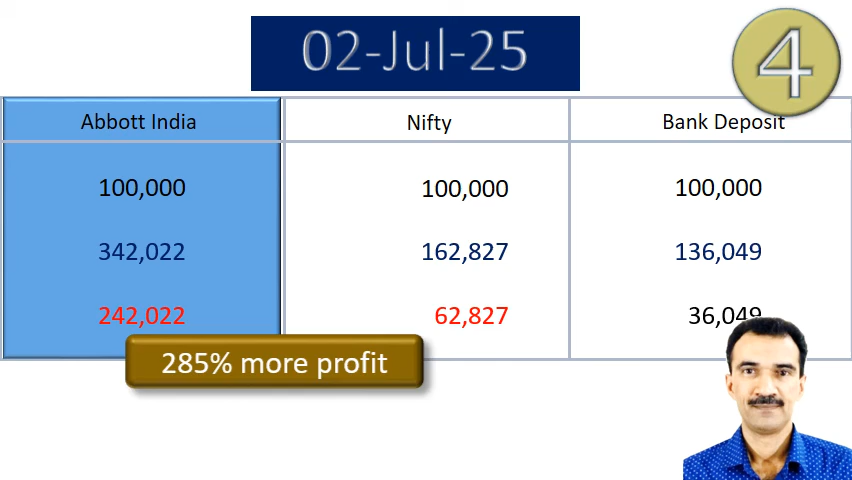 02-Jul-25
4
Abbott India Nifty Bank Deposit
100,000 100,000 100,000
342,022 162,827 136,049
242,022 62,827 36,049
285% more profit